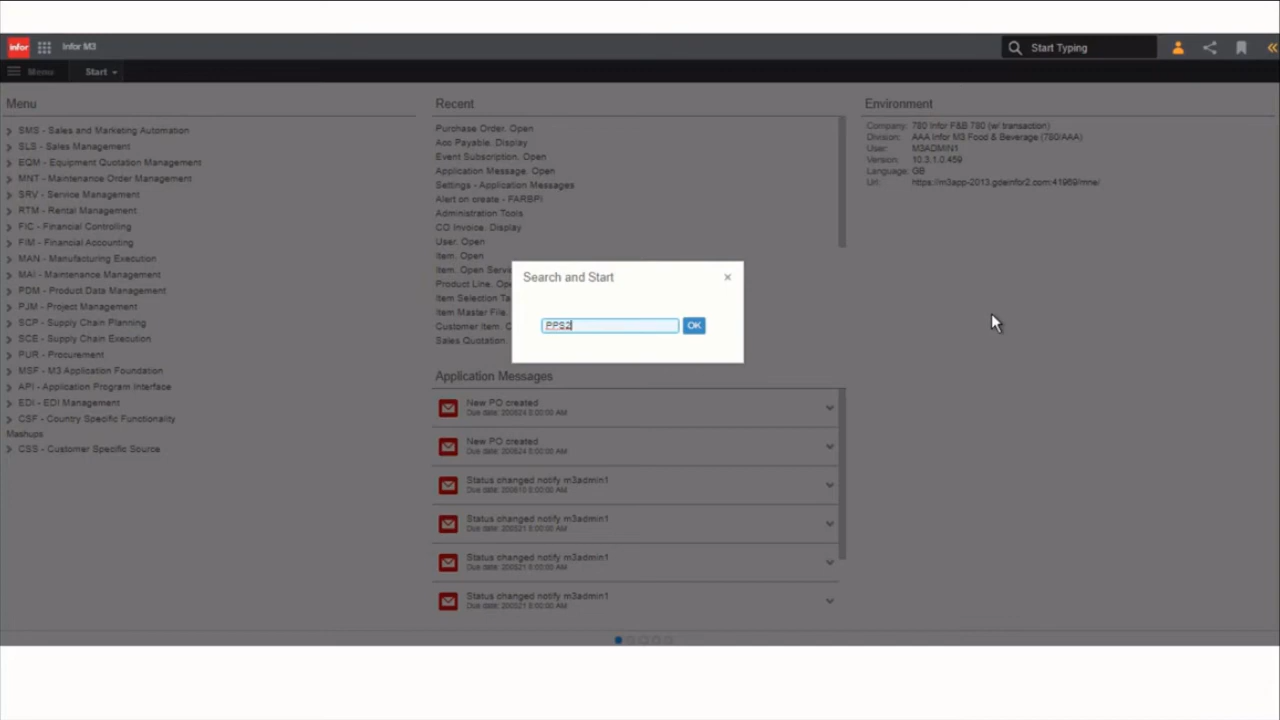 infor
Infor M3
Start Typing
Menu
Start
Menu
SMS - Sales and Marketing Automation
SLS - Sales Management
EQM - Equipment Quotation Management
MNT - Maintenance Order Management
SRV - Service Management
RTM - Rental Management
FIC - Financial Controlling
FIM - Financial Accounting
MAN - Manufacturing Execution
MAI - Maintenance Management
PDM - Product Data Management
PJM - Project Management
SCP - Supply Chain Planning
SCE - Supply Chain Execution
PUR - Procurement
MSF - M3 Application Foundation
API - Application Program Interface
EDI - EDI Management
CSF - Country Specific Functionality
Mashups
CSS - Customer Specific Source
Recent
Purchase Order. Open
Acc Payable. Display
Event Subscription. Open
Application Message. Open
Settings - Application Messages
Alert on create - FARBPI
Administration Tools
CO Invoice. Display
User. Open
Item. Open
Item. Open Serv
Product Line. Ope
Item Selection Ta
Item Master File.
Customer Item. C
Sales Quotation.
Search and Start
PPS2
OK
Application Messages
New PO created
Due date: 200624 8:00:00 AM
New PO created
Due date: 200624 8:00:00 AM
Status changed notify m3admin1
Due date: 200610 8:00:00 AM
Status changed notify m3admin1
Due date: 200521 8:00:00 AM
Status changed notify m3admin1
Due date: 200521 8:00:00 AM
Status changed notify m3admin1
Due date: 200521 8:00:00 AM
Environment
Company: 780 Infor F&B 780 (w/ transaction)
Division: AAA Infor M3 Food & Beverage (780/AAA)
User: M3ADMIN1
Version: 10.3.1.0.459
Language: GB
Url: https://m3app-2013.gdeinfor2.com:41969/mne/